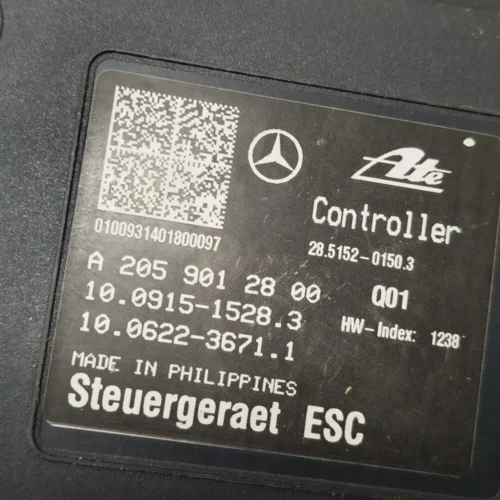 Ate
Controller
28.5152-0150.3
0100931401800097
A 205 901 28 00
Q01
10.0915-1528.3
HW-Index: 1238
10.0622-3671.1
MADE IN PHILIPPINES
Steuergeraet ESC